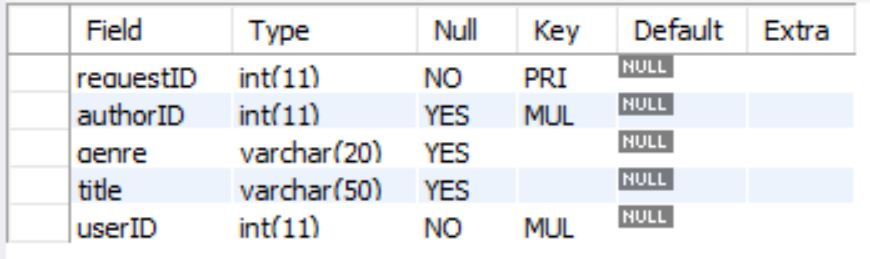 Field Type Null Key Default Extra
requestID int(11) NO PRI NULL
authorID int(11) YES MUL NULL
genre varchar(20) YES NULL
title varchar(50) YES NULL
userID int(11) NO MUL NULL